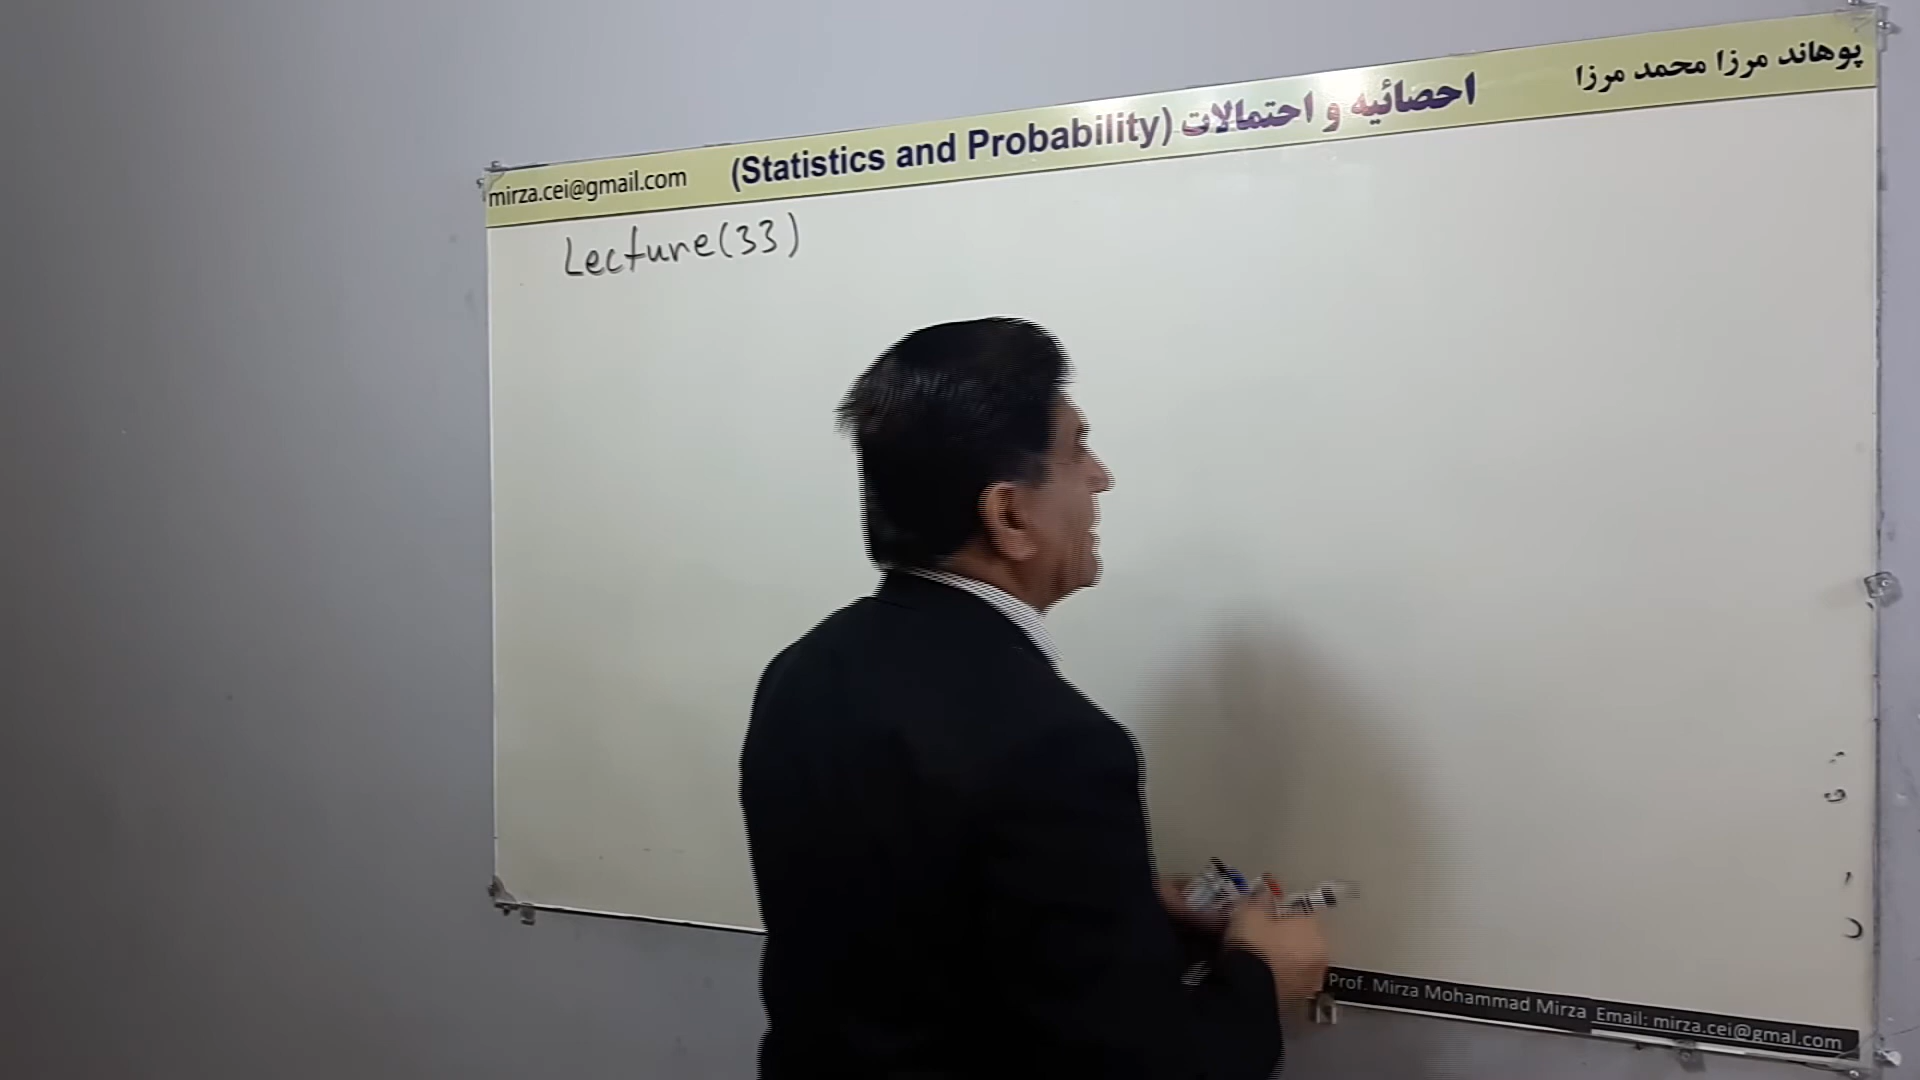 پوهاند مرزا محمد مرزا
احصائیه و احتمالات (Statistics and Probability)
mirza.cei@gmail.com
Lecture(33)
Prof. Mirza Mohammad Mirza Email: mirza.cei@gmal.com